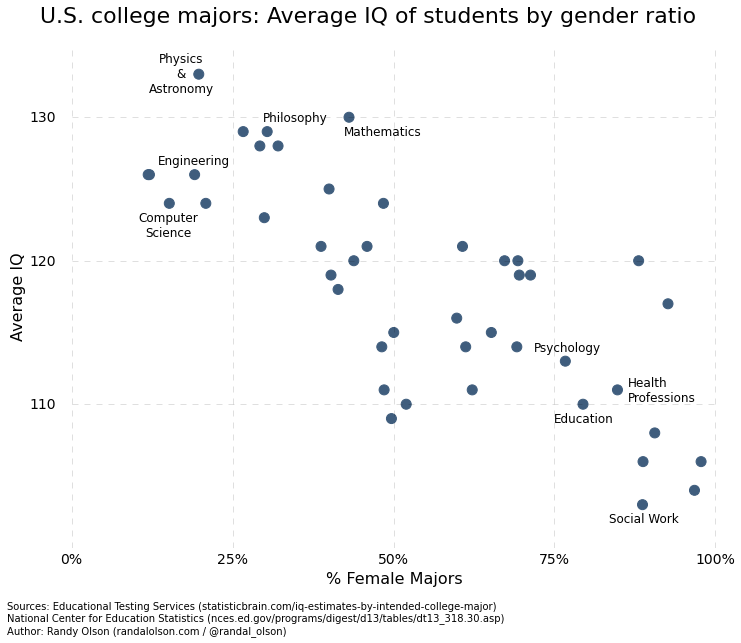 U.S. college majors: Average IQ of students by gender ratio
Physics
&
Astronomy
130
Philosophy
Mathematics
Engineering
Computer
Science
120
Average IQ
Psychology
Health
Professions
110
Education
Social Work
0%
25%
50%
75%
100%
% Female Majors
Sources: Educational Testing Services (statisticbrain.com/iq-estimates-by-intended-college-major)
National Center for Education Statistics (nces.ed.gov/programs/digest/d13/tables/dt13_318.30.asp)
Author: Randy Olson (randalolson.com / @randal_olson)